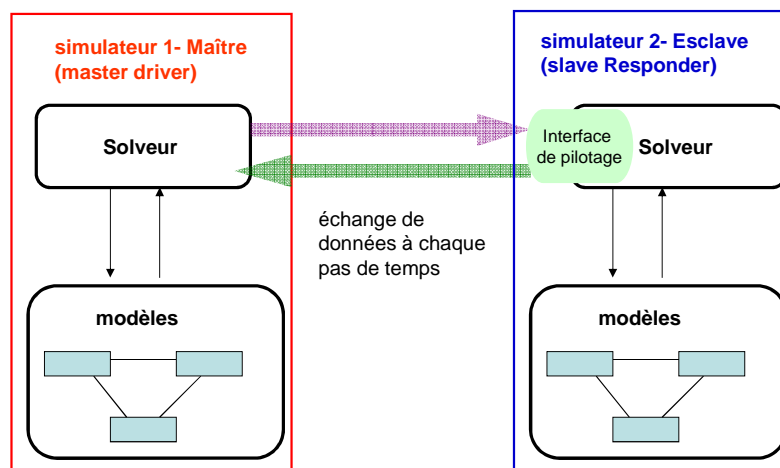 simulateur 1- Maître
(master driver)
Solveur
modèles
échange de
données à chaque
pas de temps
simulateur 2- Esclave
(slave Responder)
Interface
de pilotage
Solveur
modèles